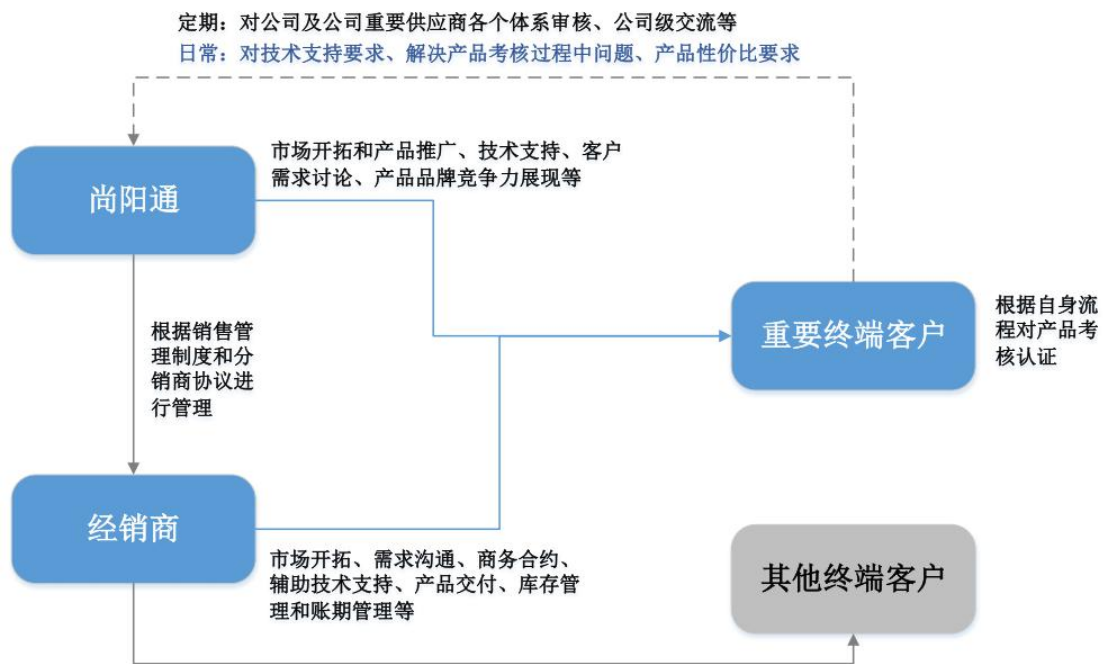 定期：对公司及公司重要供应商各个体系审核、公司级交流等
日常：对技术支持要求、解决产品考核过程中问题、产品性价比要求
尚阳通
市场开拓和产品推广、技术支持、客户
需求讨论、产品品牌竞争力展现等
重要终端客户
根据自身流
程对产品考
核认证
根据销售管
理制度和分
销商协议进
行管理
经销商
市场开拓、需求沟通、商务合约、
辅助技术支持、产品交付、库存管
理和账期管理等
其他终端客户